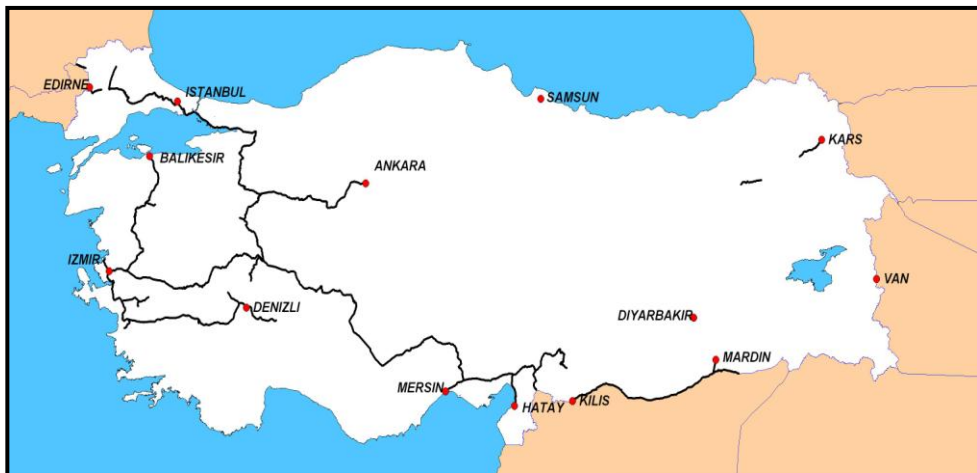 EDIRNE
ISTANBUL
SAMSUN
KARS
BALIKESIR
ANKARA
IZMIR
VAN
DENIZLI
DIYARBAKIR
MARDIN
MERSIN
HATAY
KILIS